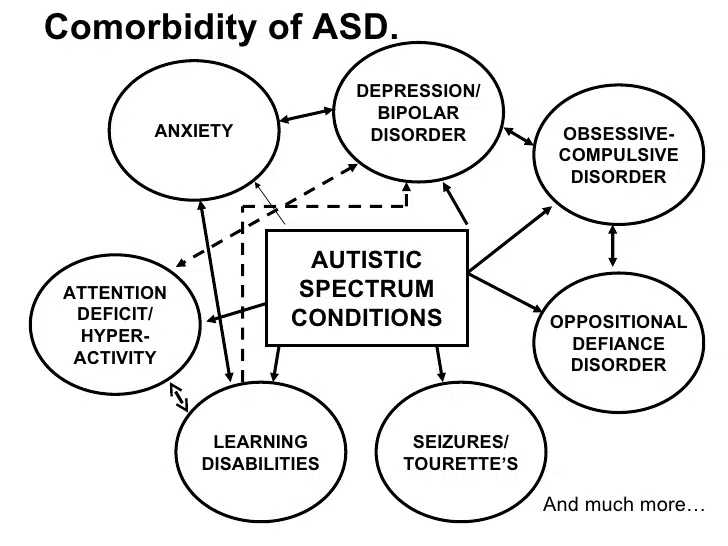 Comorbidity of ASD.
ANXIETY
DEPRESSION/
BIPOLAR
DISORDER
OBSESSIVE-
COMPULSIVE
DISORDER
AUTISTIC
SPECTRUM
CONDITIONS
ATTENTION
DEFICIT/
HYPER-
ACTIVITY
OPPOSITIONAL
DEFIANCE
DISORDER
LEARNING
DISABILITIES
SEIZURES/
TOURETTE’S
And much more…